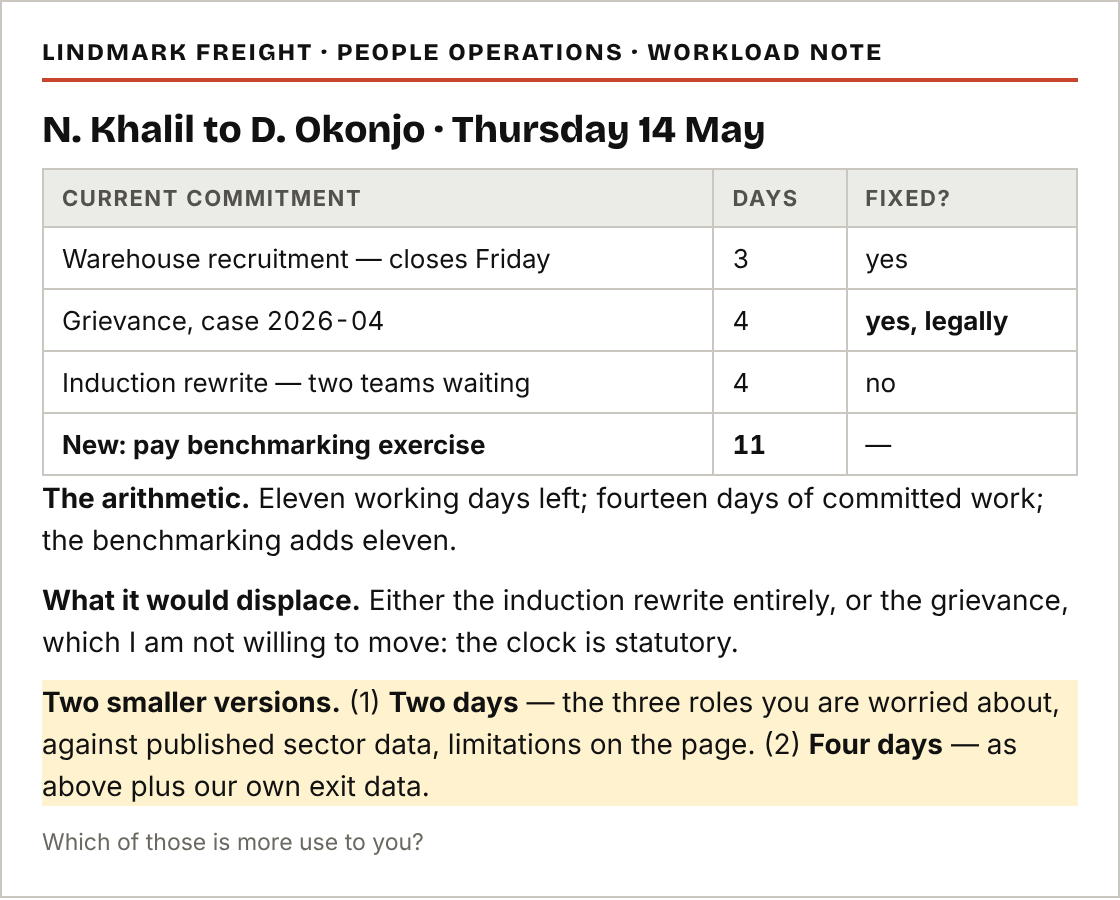 LINDMARK FREIGHT · PEOPLE OPERATIONS · WORKLOAD NOTE
N. Khalil to D. Okonjo · Thursday 14 May
CURRENT COMMITMENT DAYS FIXED?
Warehouse recruitment — closes Friday 3 yes
Grievance, case 2026-04 4 yes, legally
Induction rewrite — two teams waiting 4 no
New: pay benchmarking exercise 11 —
The arithmetic. Eleven working days left; fourteen days of committed work;
the benchmarking adds eleven.
What it would displace. Either the induction rewrite entirely, or the grievance,
which I am not willing to move: the clock is statutory.
Two smaller versions. (1) Two days — the three roles you are worried about,
against published sector data, limitations on the page. (2) Four days — as
above plus our own exit data.
Which of those is more use to you?